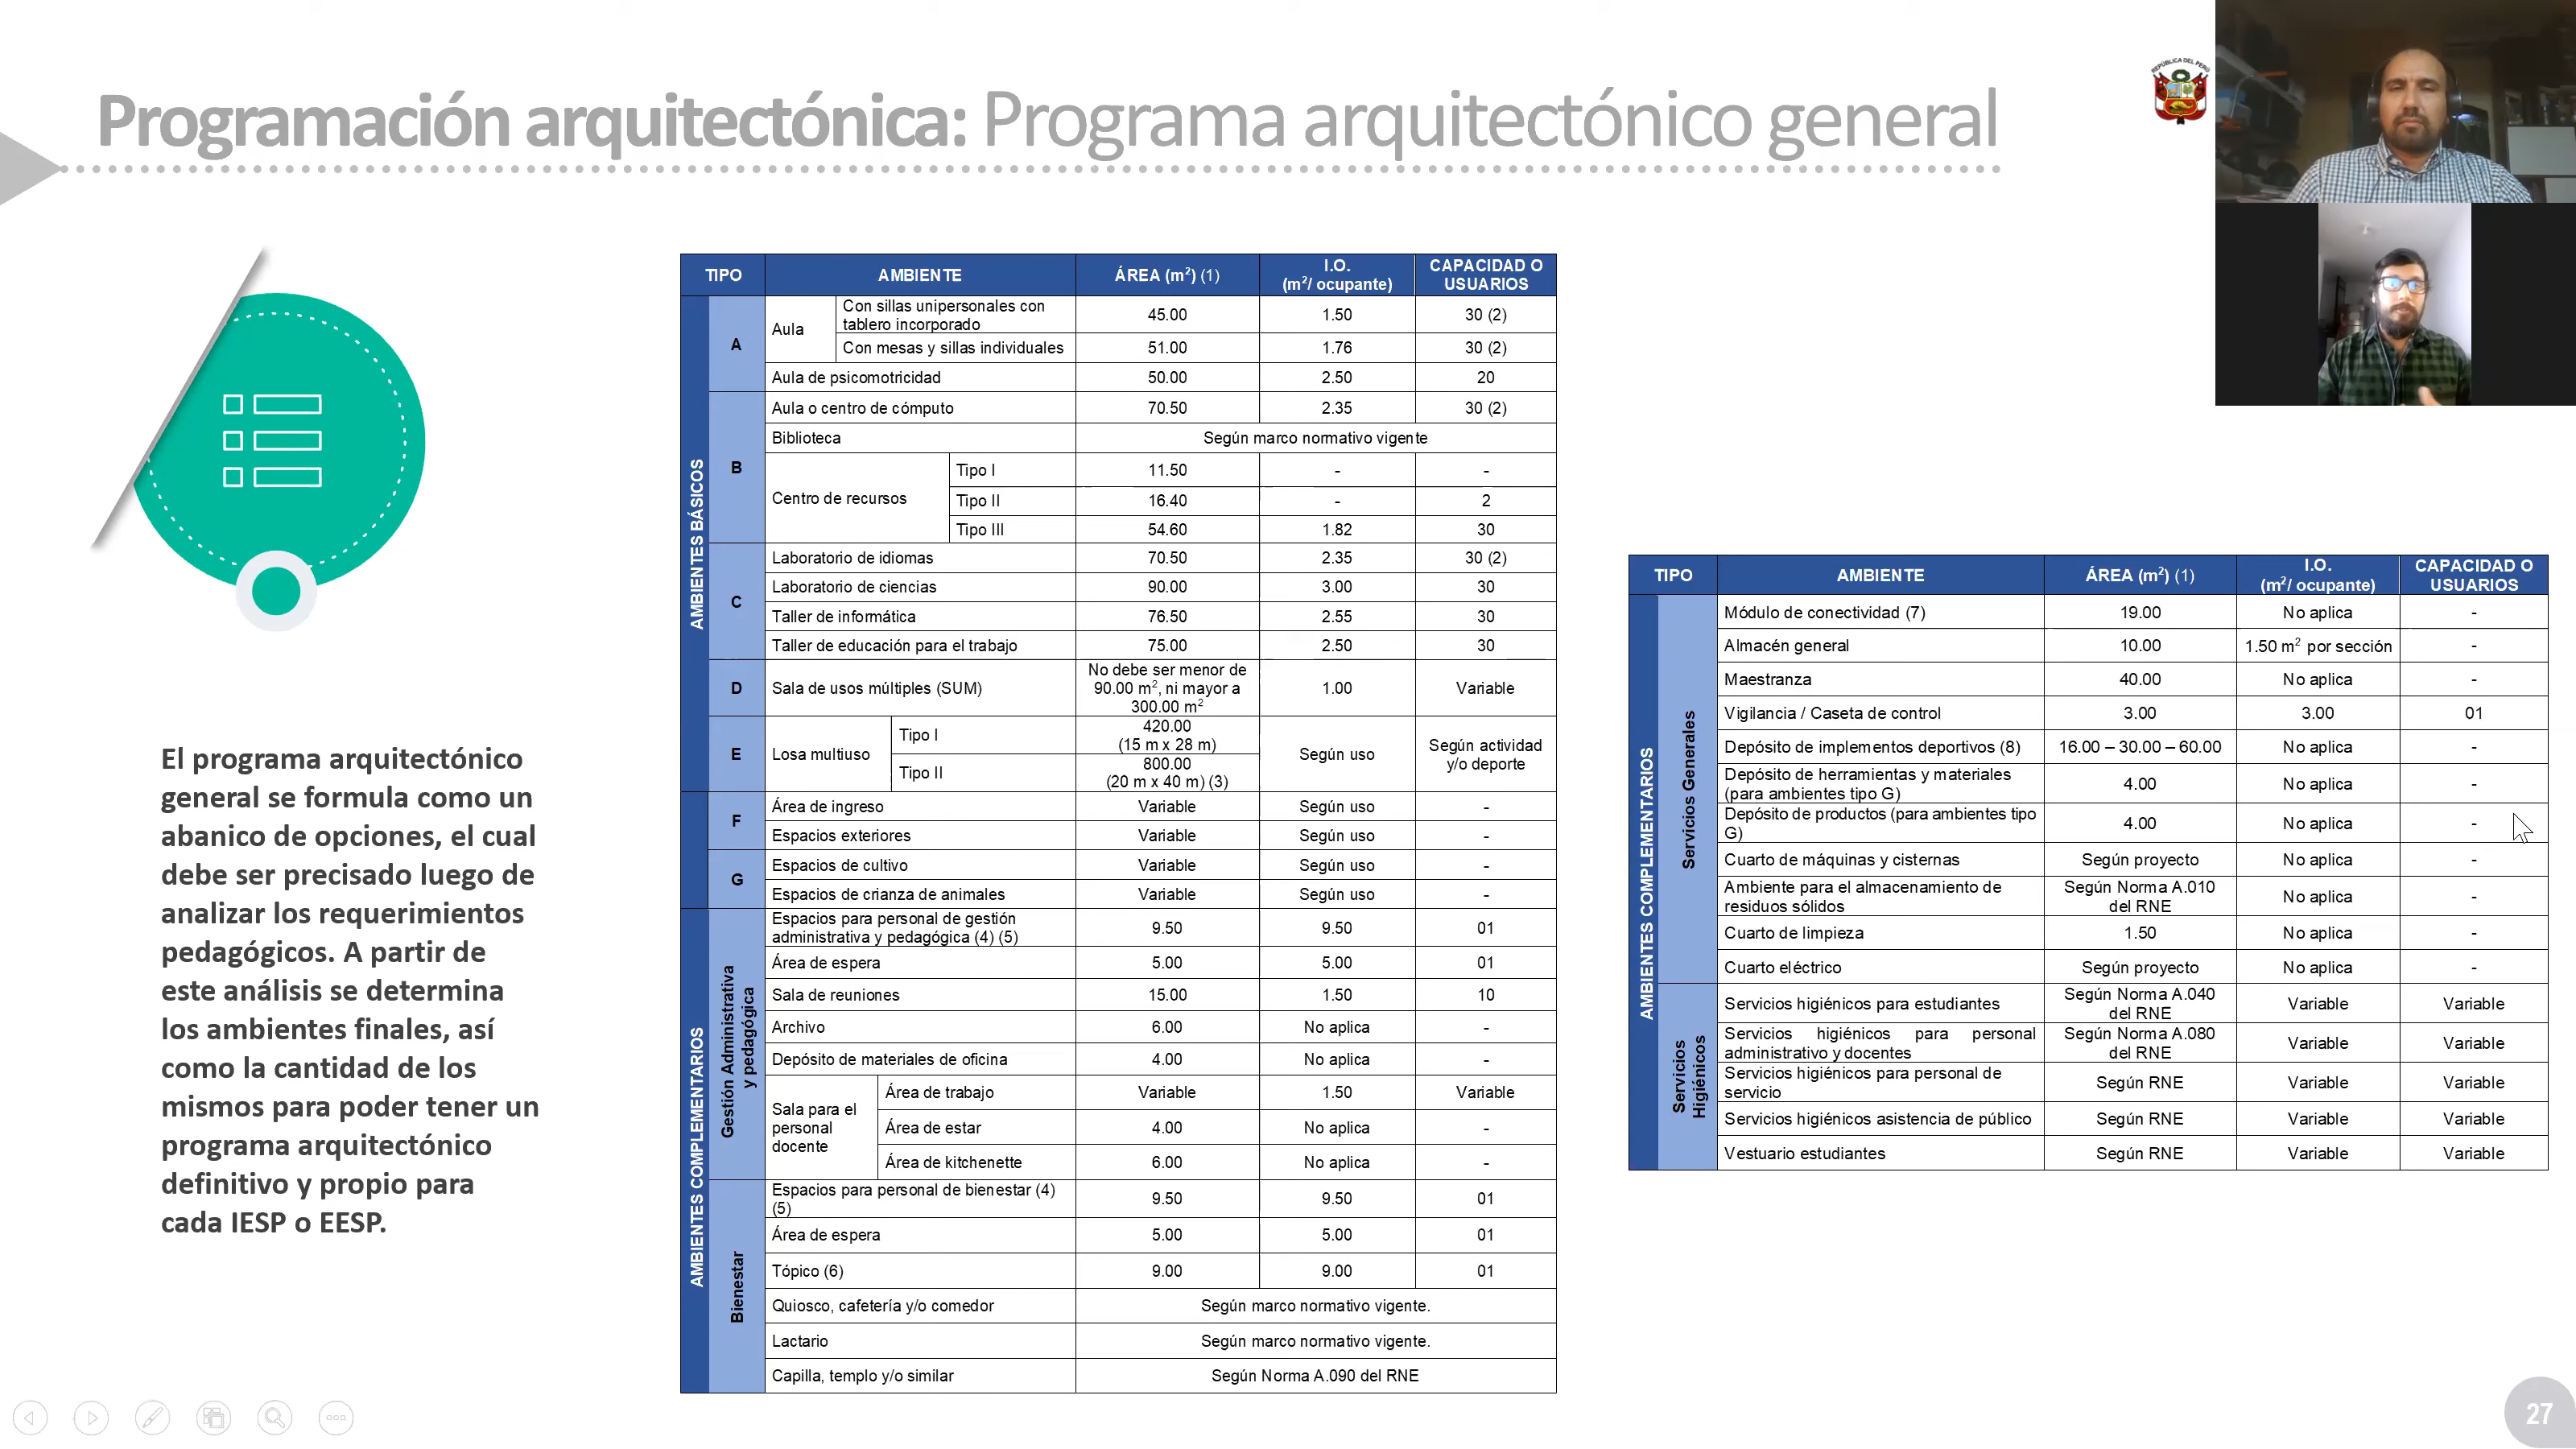 Programación arquitectónica: Programa arquitectónico general
REPÚBLICA DEL PERÚ
El programa arquitectónico
general se formula como un
abanico de opciones, el cual
debe ser precisado luego de
analizar los requerimientos
pedagógicos. A partir de
este análisis se determina
los ambientes finales, así
como la cantidad de los
mismos para poder tener un
programa arquitectónico
definitivo y propio para
cada IESP o EESP.
TIPO AMBIENTE ÁREA (m²) (1) I.O. (m²/ ocupante) CAPACIDAD O USUARIOS
AMBIENTES BÁSICOS
A
Aula
Con sillas unipersonales con tablero incorporado 45.00 1.50 30 (2)
Con mesas y sillas individuales 51.00 1.76 30 (2)
Aula de psicomotricidad 50.00 2.50 20
B
Aula o centro de cómputo 70.50 2.35 30 (2)
Biblioteca Según marco normativo vigente
Centro de recursos
Tipo I 11.50 - -
Tipo II 16.40 - 2
Tipo III 54.60 1.82 30
C
Laboratorio de idiomas 70.50 2.35 30 (2)
Laboratorio de ciencias 90.00 3.00 30
Taller de informática 76.50 2.55 30
Taller de educación para el trabajo 75.00 2.50 30
D
Sala de usos múltiples (SUM) No debe ser menor de 90.00 m², ni mayor a 300.00 m² 1.00 Variable
E
Losa multiuso
Tipo I 420.00 (15 m x 28 m)
Tipo II 800.00 (20 m x 40 m) (3)
Según uso Según actividad y/o deporte
F
Área de ingreso Variable Según uso -
Espacios exteriores Variable Según uso -
G
Espacios de cultivo Variable Según uso -
Espacios de crianza de animales Variable Según uso -
AMBIENTES COMPLEMENTARIOS
Gestión Administrativa y pedagógica
Espacios para personal de gestión administrativa y pedagógica (4) (5) 9.50 9.50 01
Área de espera 5.00 5.00 01
Sala de reuniones 15.00 1.50 10
Archivo 6.00 No aplica -
Depósito de materiales de oficina 4.00 No aplica -
Sala para el personal docente
Área de trabajo Variable 1.50 Variable
Área de estar 4.00 No aplica -
Área de kitchenette 6.00 No aplica -
Bienestar
Espacios para personal de bienestar (4) (5) 9.50 9.50 01
Área de espera 5.00 5.00 01
Tópico (6) 9.00 9.00 01
Quiosco, cafetería y/o comedor Según marco normativo vigente.
Lactario Según marco normativo vigente.
Capilla, templo y/o similar Según Norma A.090 del RNE
TIPO AMBIENTE ÁREA (m²) (1) I.O. (m²/ ocupante) CAPACIDAD O USUARIOS
AMBIENTES COMPLEMENTARIOS
Servicios Generales
Módulo de conectividad (7) 19.00 No aplica -
Almacén general 10.00 1.50 m² por sección -
Maestranza 40.00 No aplica -
Vigilancia / Caseta de control 3.00 3.00 01
Depósito de implementos deportivos (8) 16.00 – 30.00 – 60.00 No aplica -
Depósito de herramientas y materiales (para ambientes tipo G) 4.00 No aplica -
Depósito de productos (para ambientes tipo G) 4.00 No aplica -
Cuarto de máquinas y cisternas Según proyecto No aplica -
Ambiente para el almacenamiento de residuos sólidos Según Norma A.010 del RNE No aplica -
Cuarto de limpieza 1.50 No aplica -
Cuarto eléctrico Según proyecto No aplica -
Servicios Higiénicos
Servicios higiénicos para estudiantes Según Norma A.040 del RNE Variable Variable
Servicios higiénicos para personal administrativo y docentes Según Norma A.080 del RNE Variable Variable
Servicios higiénicos para personal de servicio Según RNE Variable Variable
Servicios higiénicos asistencia de público Según RNE Variable Variable
Vestuario estudiantes Según RNE Variable Variable
27